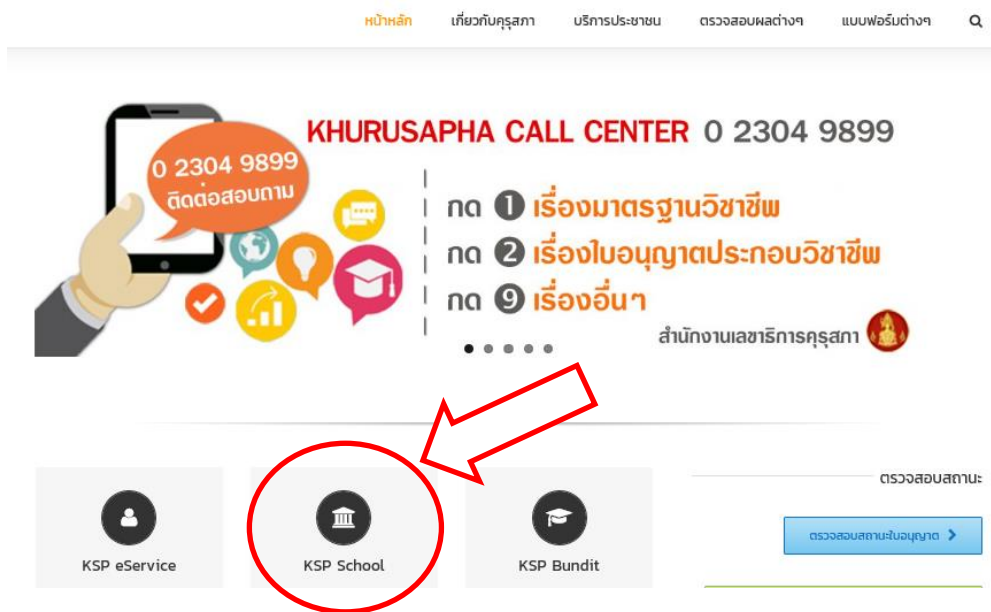 หน้าหลัก เกี่ยวกับคุรุสภา บริการประชาชน ตรวจสอบผลต่างๆ แบบฟอร์มต่างๆ
KHURUSAPHA CALL CENTER 0 2304 9899
0 2304 9899
ติดต่อสอบถาม
กด 1 เรื่องมาตรฐานวิชาชีพ
กด 2 เรื่องใบอนุญาตประกอบวิชาชีพ
กด 9 เรื่องอื่นๆ
สำนักงานเลขาธิการคุรุสภา
ตรวจสอบสถานะ
ตรวจสอบสถานะใบอนุญาต
KSP eService KSP School KSP Bundit